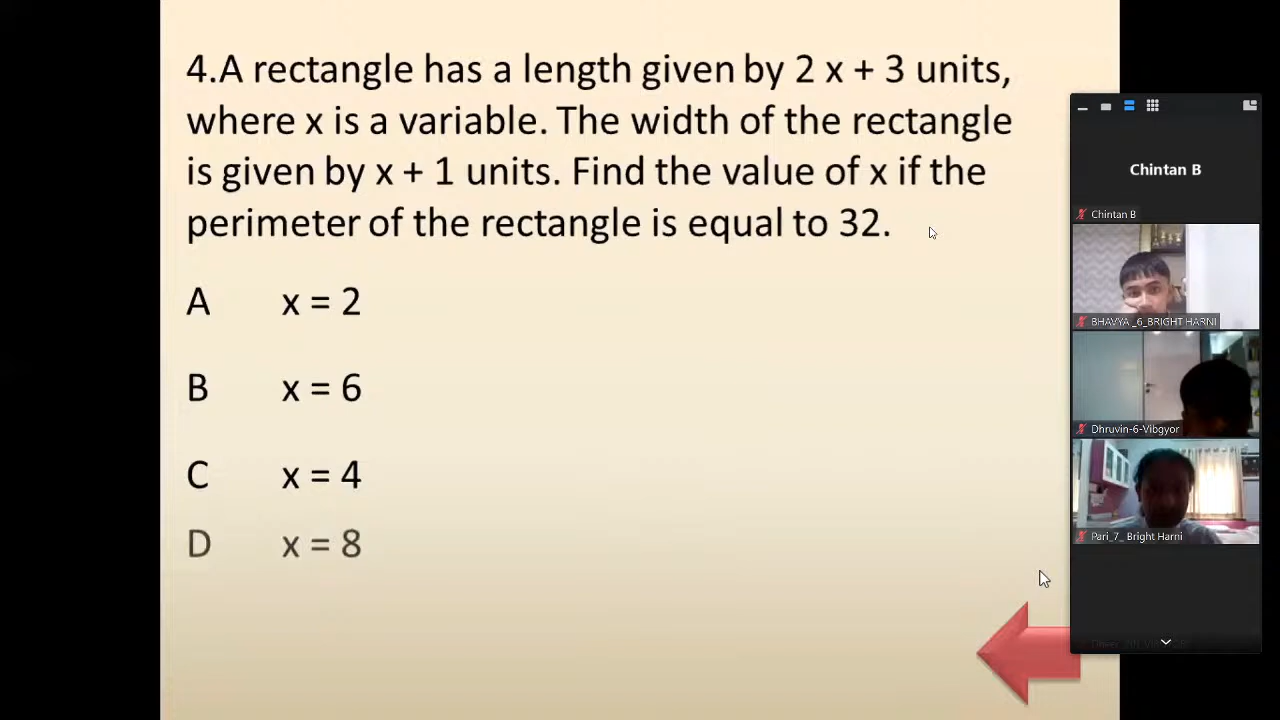 4.A rectangle has a length given by 2 x + 3 units,
where x is a variable. The width of the rectangle
is given by x + 1 units. Find the value of x if the
perimeter of the rectangle is equal to 32.
A x = 2
B x = 6
C x = 4
D x = 8
Chintan B
Chintan B
BHAVYA _6_BRIGHT HARNI
Dhruvin-6-Vibgyor
Pari_7_ Bright Harni